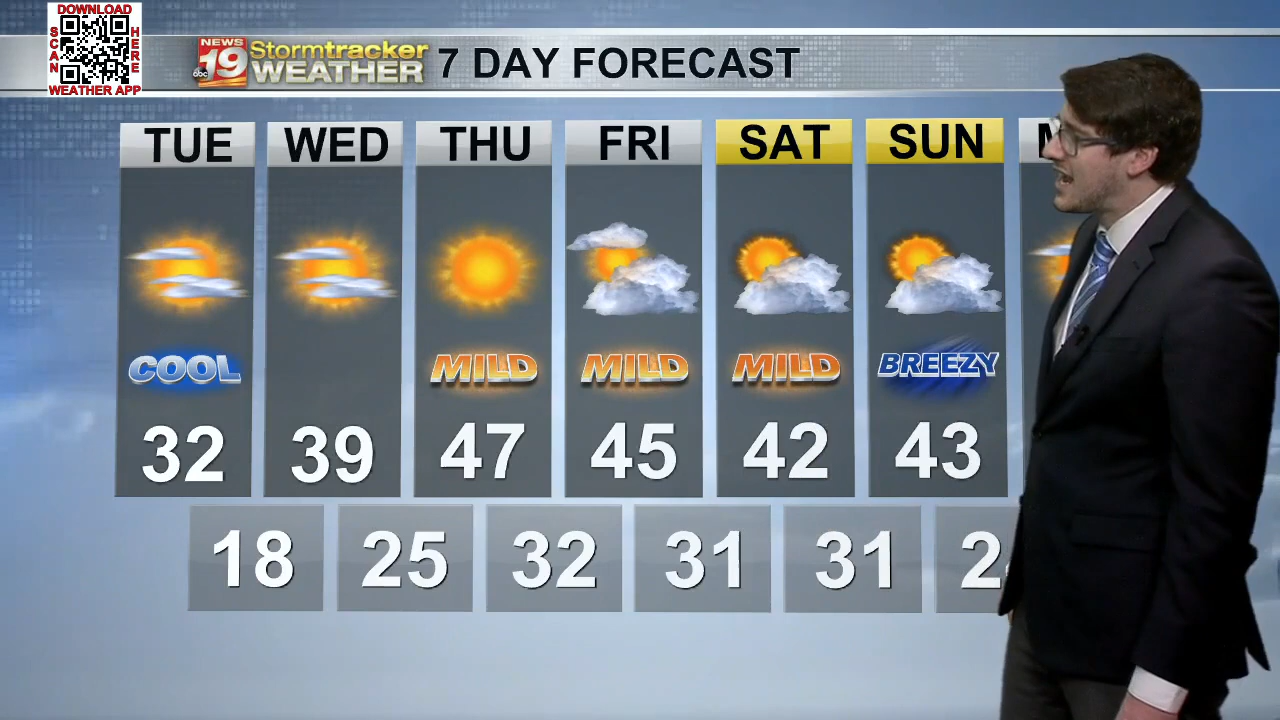 DOWNLOAD
SCAN
HERE
WEATHER APP
NEWS
abc 19
Stormtracker
WEATHER
7 DAY FORECAST
TUE WED THU FRI SAT SUN
COOL MILD MILD MILD BREEZY
32 39 47 45 42 43
18 25 32 31 31